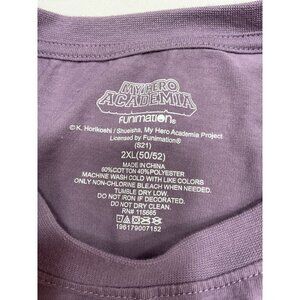 MY HERO
ACADEMIA
FUNIMATION®
© K. Horikoshi / Shueisha, My Hero Academia Project
Licensed by Funimation®
(S21)
2XL(50/52)
MADE IN CHINA
60%COTTON 40%POLYESTER
MACHINE WASH COLD WITH LIKE COLORS
ONLY NON-CHLORINE BLEACH WHEN NEEDED.
TUMBLE DRY LOW.
DO NOT IRON IF DECORATED.
DO NOT DRY CLEAN.
RN# 115665
196179007152